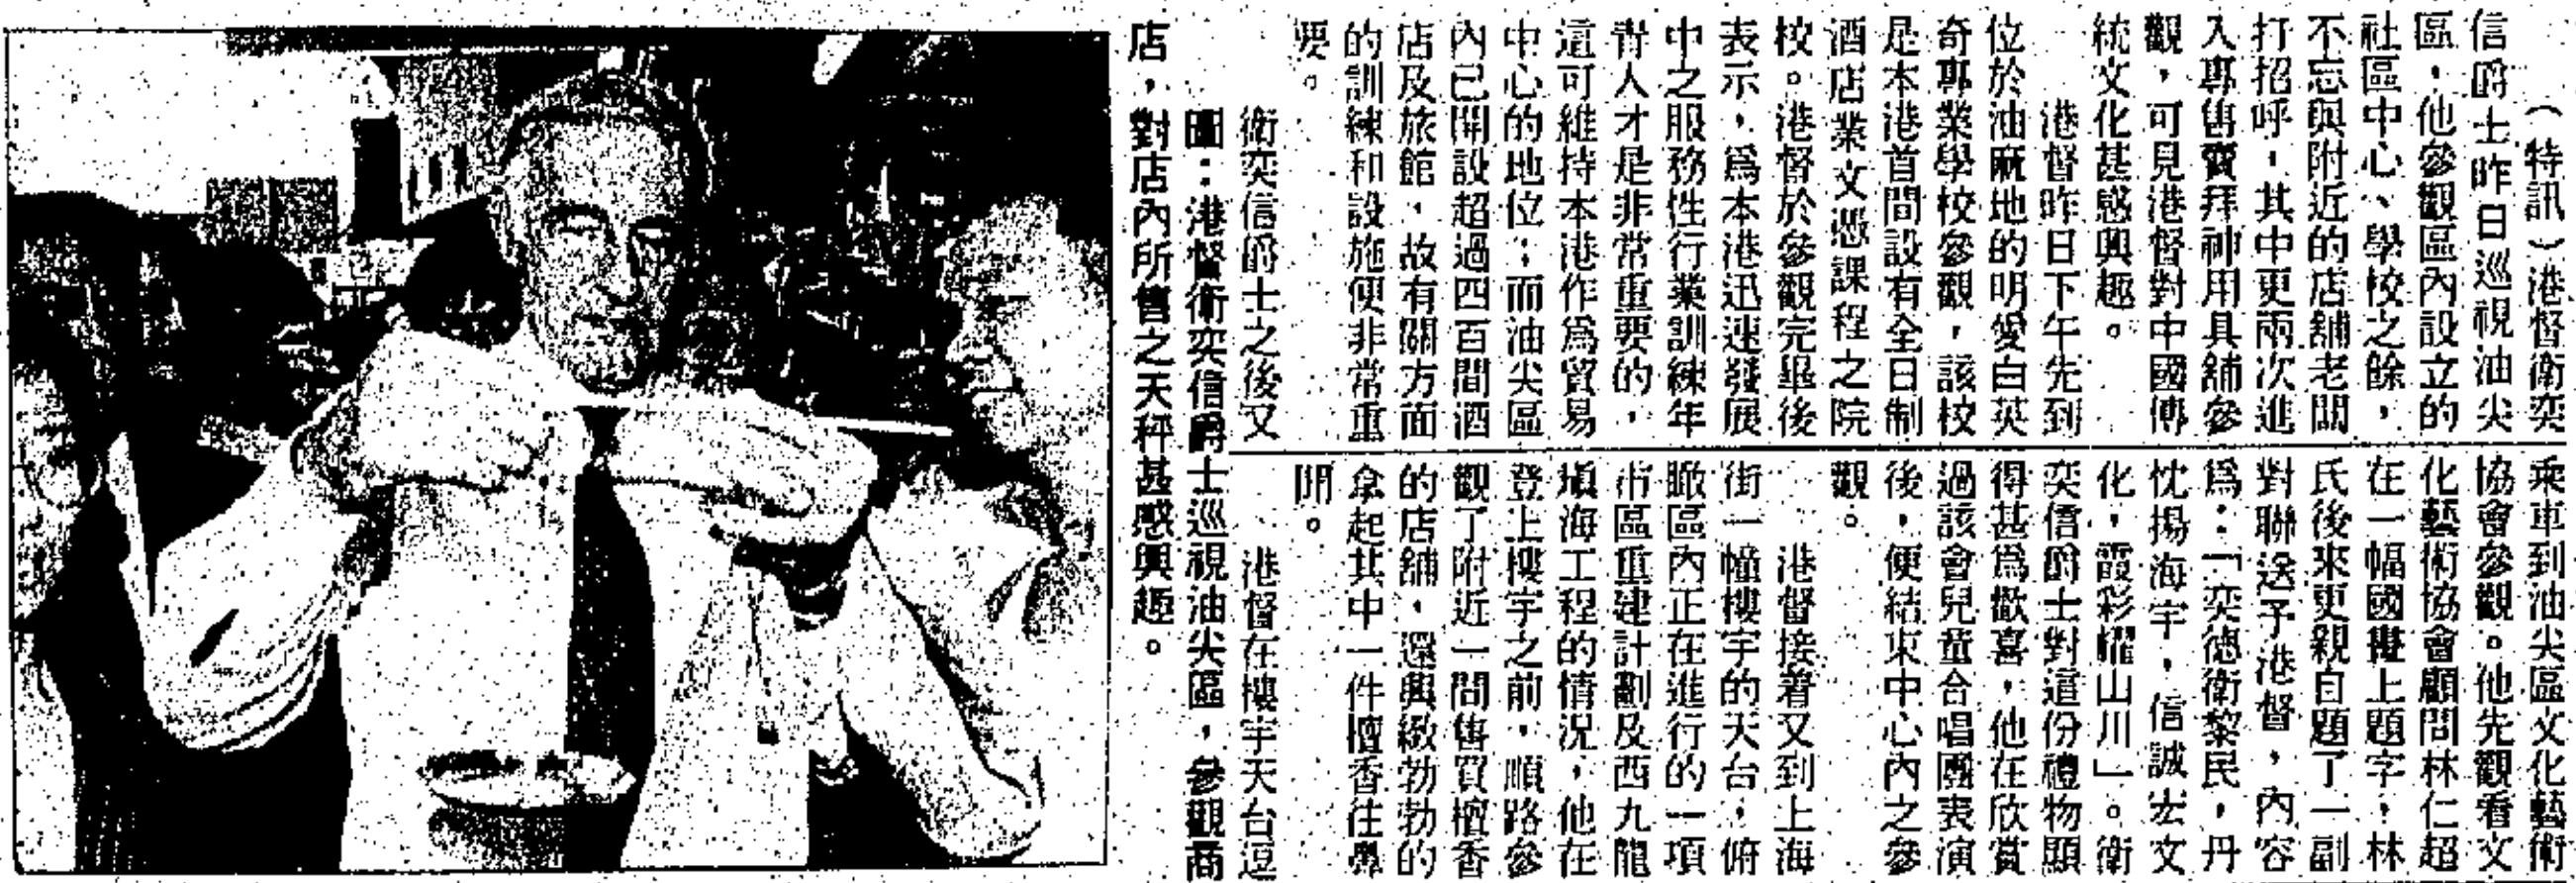 （特訊）港督衛奕
信爵士昨日巡視油尖
區，他參觀區內設立的
社區中心、學校之餘，
不忘與附近的店舖老闆
打招呼，其中更兩次進
入專售賣拜神用具舖參
觀，可見港督對中國傳
統文化甚感興趣。
港督昨日下午先到
位於油麻地的明愛白英
奇專業學校參觀，該校
是本港首間設有全日制
酒店業文憑課程之院
校。港督於參觀完畢後
表示，爲本港迅速發展
中之服務性行業訓練年
青人才是非常重要的，
這可維持本港作爲貿易
中心的地位；而油尖區
內已開設超過四百間酒
店及旅館，故有關方面
的訓練和設施便非常重
要。
衛奕信爵士之後又
乘車到油尖區文化藝術
協會參觀。他先觀看文
化藝術協會顧問林仁超
在一幅國畫上題字，林
氏後來更親自題了一副
對聯送予港督，內容
爲：「奕德衛黎民，丹
忱揚海宇，信誠宏文
化，霞彩耀山川」。衛
奕信爵士對這份禮物顯
得甚爲歡喜，他在欣賞
過該會兒童合唱團表演
後，便結束中心內之參
觀。
港督接着又到上海
街一幢樓宇的天台，俯
瞰區內正在進行的一項
市區重建計劃及西九龍
填海工程的情況，他在
登上樓宇之前，順路參
觀了附近一間售賣檀香
的店舖，還興緻勃勃的
拿起其中一件檀香往鼻
聞。
港督在樓宇天台逗
圖：港督衛奕信爵士巡視油尖區，參觀商
店，對店內所售之天秤甚感興趣。